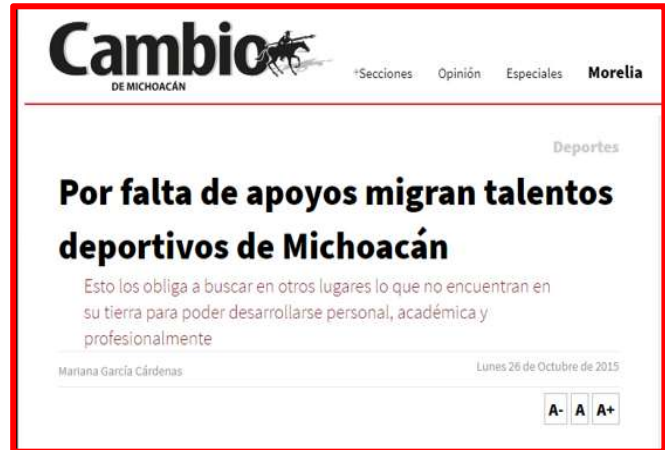 Cambio
DE MICHOACÁN
+Secciones Opinión Especiales Morelia
Deportes
Por falta de apoyos migran talentos
deportivos de Michoacán
Esto los obliga a buscar en otros lugares lo que no encuentran en
su tierra para poder desarrollarse personal, académica y
profesionalmente
Mariana García Cárdenas Lunes 26 de Octubre de 2015
A- A A+